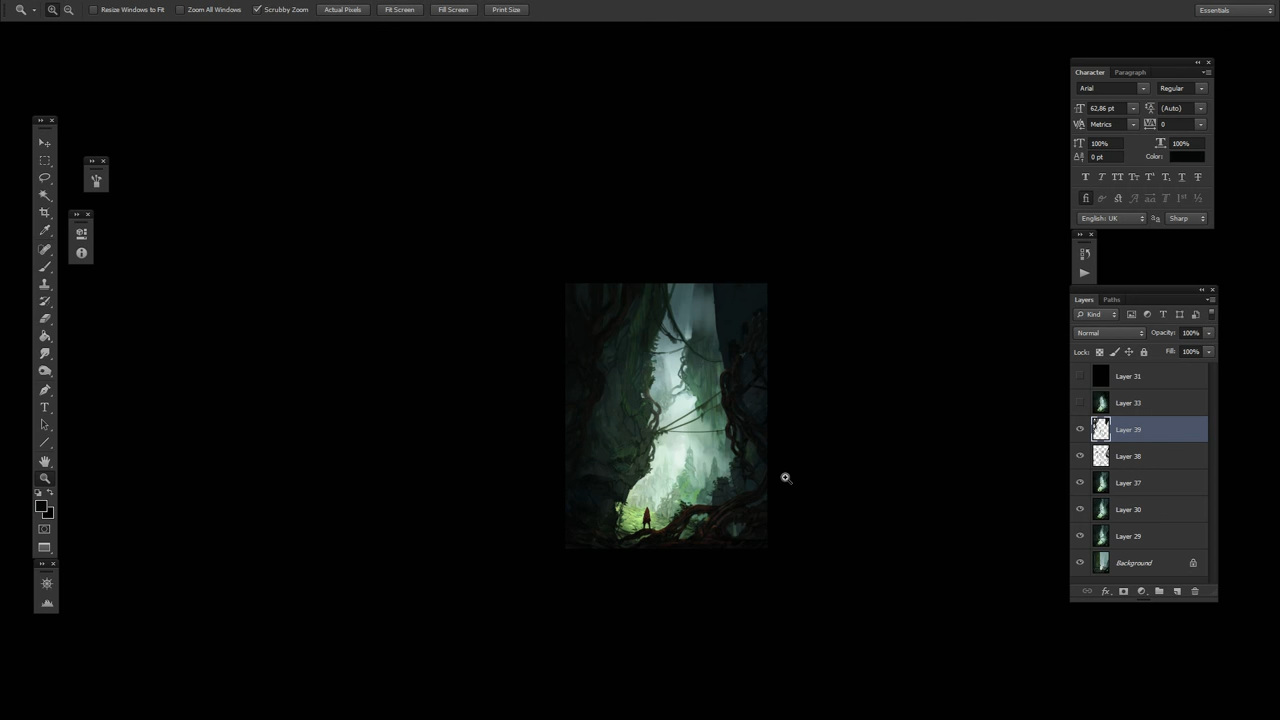 Resize Windows to Fit Zoom All Windows Scrubby Zoom Actual Pixels Fit Screen Fill Screen Print Size Essentials
Character Paragraph
Arial Regular
62.86 pt (Auto)
Metrics 0
100% 100%
0 pt Color:
English: UK Sharp
Layers Paths
Kind
Normal Opacity: 100%
Lock: Fill: 100%
Layer 31
Layer 33
Layer 39
Layer 38
Layer 37
Layer 30
Layer 29
Background